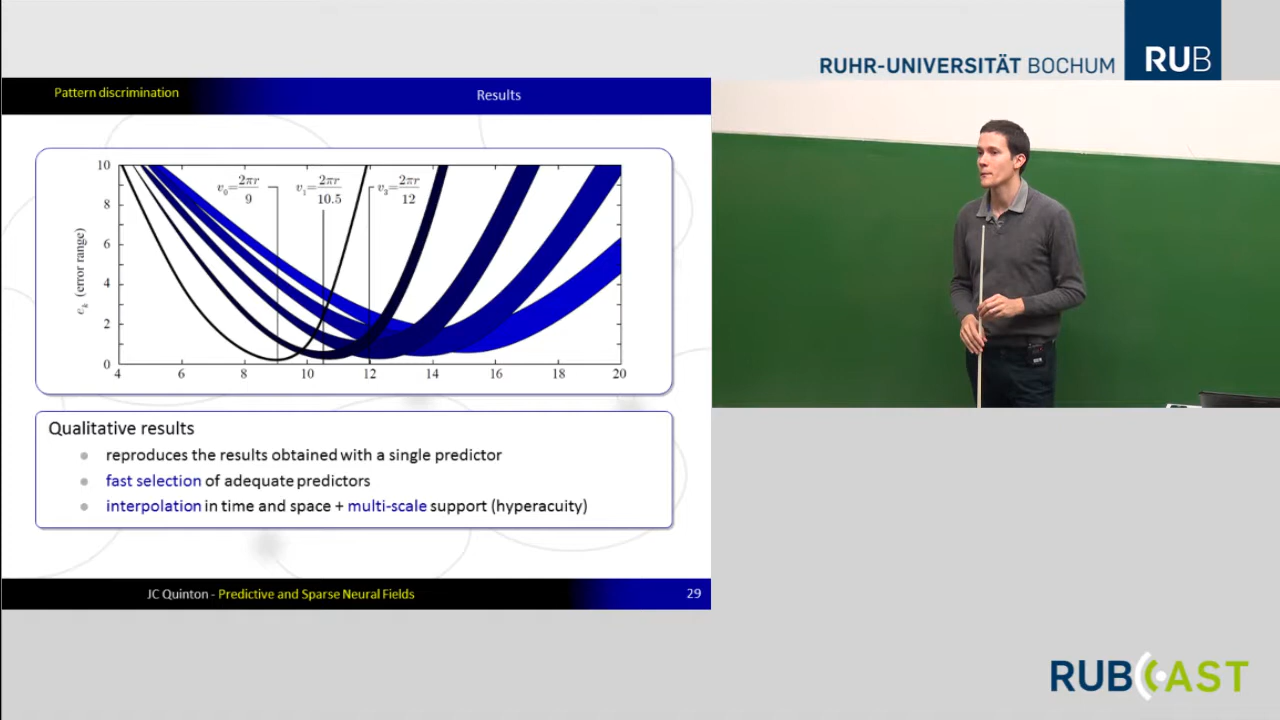 RUHR-UNIVERSITÄT BOCHUM
RUB
Pattern discrimination
Results
10
8
6
4
2
0
e_k (error range)
v₀=2πr/9
v₁=2πr/10.5
v₃=2πr/12
4 6 8 10 12 14 16 18 20
Qualitative results
reproduces the results obtained with a single predictor
fast selection of adequate predictors
interpolation in time and space + multi-scale support (hyperacuity)
JC Quinton - Predictive and Sparse Neural Fields
29
RUBCAST